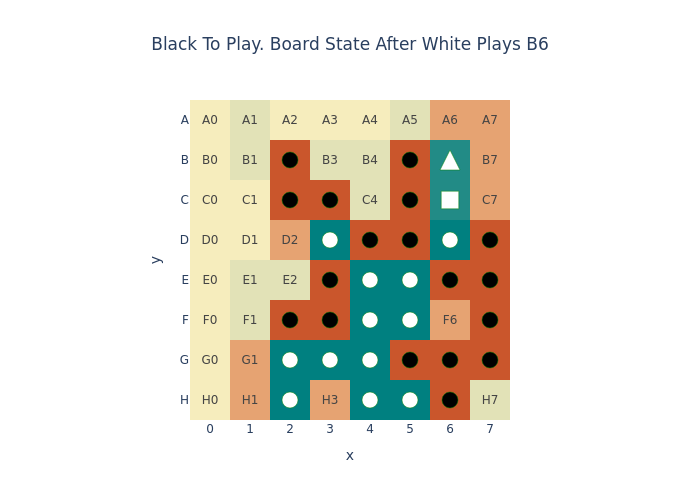 Black To Play. Board State After White Plays B6
A A0 A1 A2 A3 A4 A5 A6 A7
B B0 B1 B3 B4 B7
C C0 C1 C4 C7
D D0 D1 D2
y
E E0 E1 E2
F F0 F1 F6
G G0 G1
H H0 H1 H3 H7
0 1 2 3 4 5 6 7
x